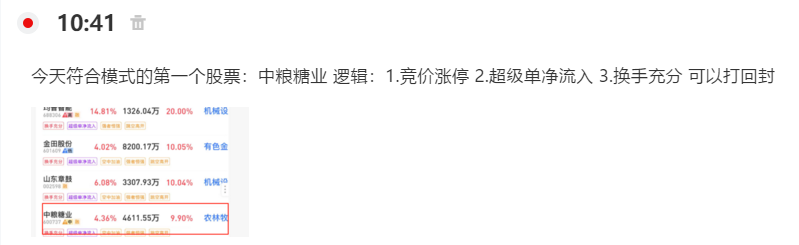 10:41
今天符合模式的第一个股票：中粮糖业 逻辑：1.竞价涨停 2.超级单净流入 3.换手充分 可以打回封
14.81% 1326.04万 20.00% 机械设
换手充分 超级单净流入
金田股份 4.02% 8200.17万 10.05% 有色金
601609
换手充分 超级单净流入
山东章鼓 6.08% 3307.93万 10.04% 机械设
002598
换手充分 超级单净流入
中粮糖业 4.36% 4611.55万 9.90% 农林牧
600737
换手充分 超级单净流入